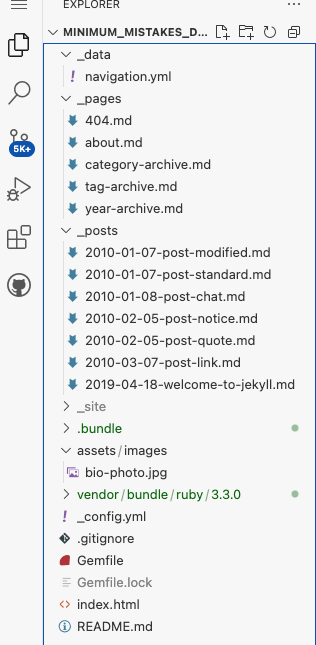 EXPLORER
MINIMUM_MISTAKES_D...
_data
navigation.yml
_pages
404.md
about.md
category-archive.md
tag-archive.md
year-archive.md
_posts
2010-01-07-post-modified.md
2010-01-07-post-standard.md
2010-01-08-post-chat.md
2010-02-05-post-notice.md
2010-02-05-post-quote.md
2010-03-07-post-link.md
2019-04-18-welcome-to-jekyll.md
_site
.bundle
assets/images
bio-photo.jpg
vendor/bundle/ruby/3.3.0
_config.yml
.gitignore
Gemfile
Gemfile.lock
index.html
README.md
5K+